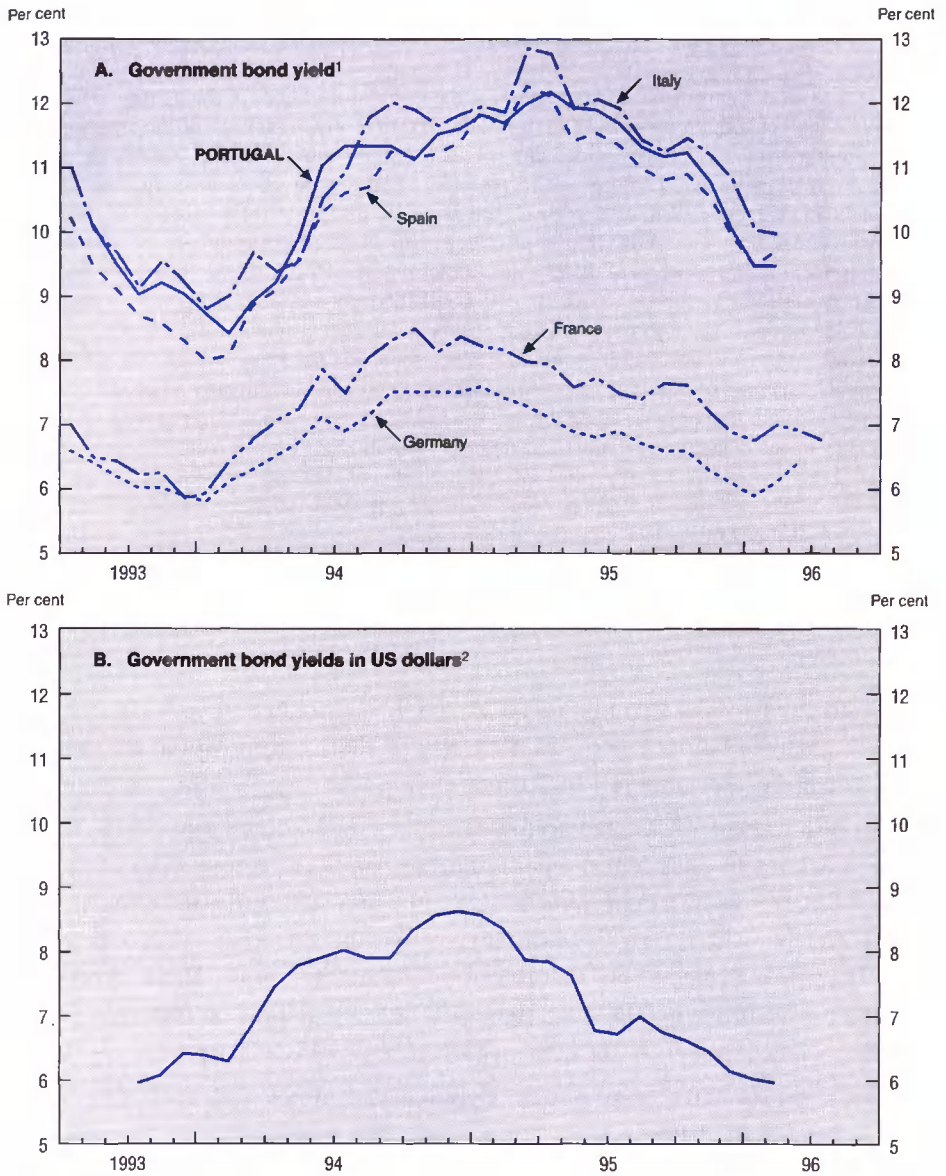 Per cent Per cent
13 13
A. Government bond yield¹
12 12
Italy
11 11
PORTUGAL
Spain
10 10
9 9
France
8 8
7 7
Germany
6 6
5 5
1993 94 95 96
Per cent Per cent
13 13
B. Government bond yields in US dollars²
12 12
11 11
10 10
9 9
8 8
7 7
6 6
5 5
1993 94 95 96